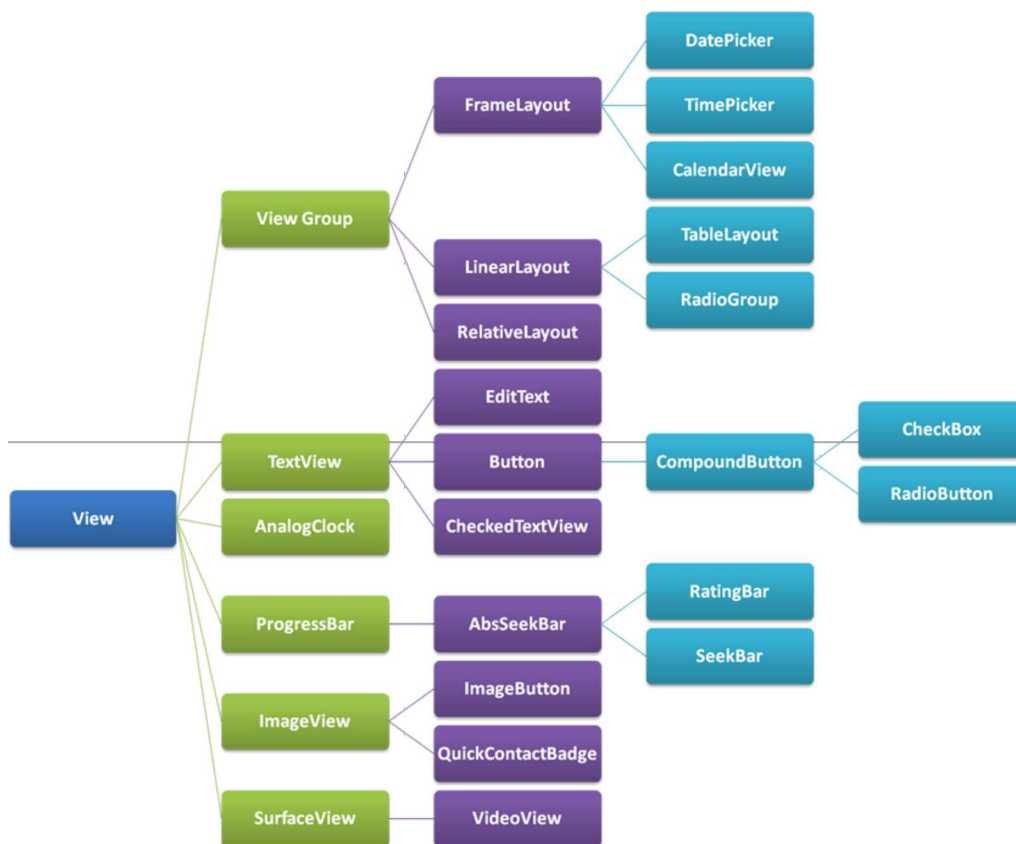 DatePicker
FrameLayout
TimePicker
CalendarView
View Group
TableLayout
LinearLayout
RadioGroup
RelativeLayout
EditText
CheckBox
TextView
Button
CompoundButton
RadioButton
View
AnalogClock
CheckedTextView
RatingBar
ProgressBar
AbsSeekBar
SeekBar
ImageButton
ImageView
QuickContactBadge
SurfaceView
VideoView